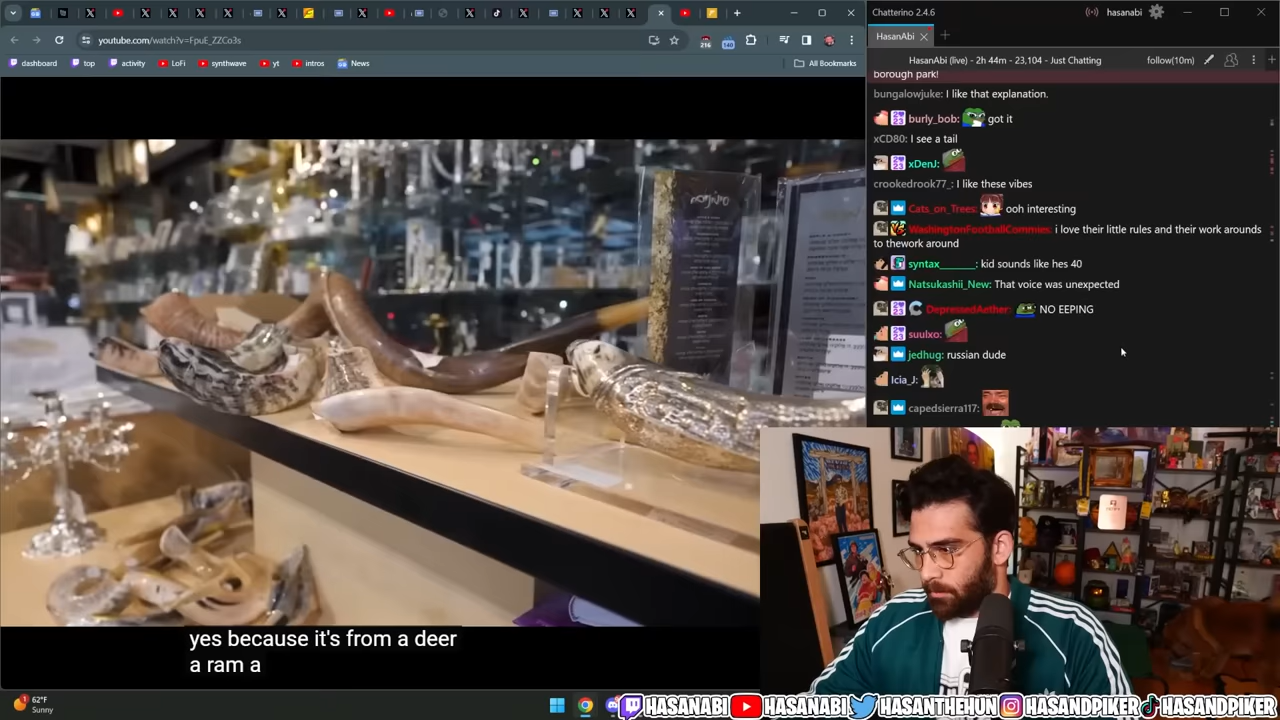 Chatterino 2.4.6
hasanabi
HasanAbi
youtube.com/watch?v=FpuE_ZZCo3s
216
140
dashboard
top
activity
LoFi
synthwave
yt
intros
News
All Bookmarks
HasanAbi (live) - 2h 44m - 23,104 - Just Chatting
follow(10m)
borough park!
bungalowjuke: I like that explanation.
burly_bob: got it
xCD80: I see a tail
xDenJ:
crookedrook77_: I like these vibes
Cats_on_Trees: ooh interesting
WashingtonFootballCommies: i love their little rules and their work arounds
to thework around
syntax_______: kid sounds like hes 40
Natsukashii_New: That voice was unexpected
DepressedAether: NO EEPING
suulxo:
jedhug: russian dude
Icia_J:
capedsierra117:
yes because it's from a deer
a ram a
62°F
Sunny
HASANABI
HASANABI
HASANTHEHUN
HASANDPIKER
HASANDPIKER